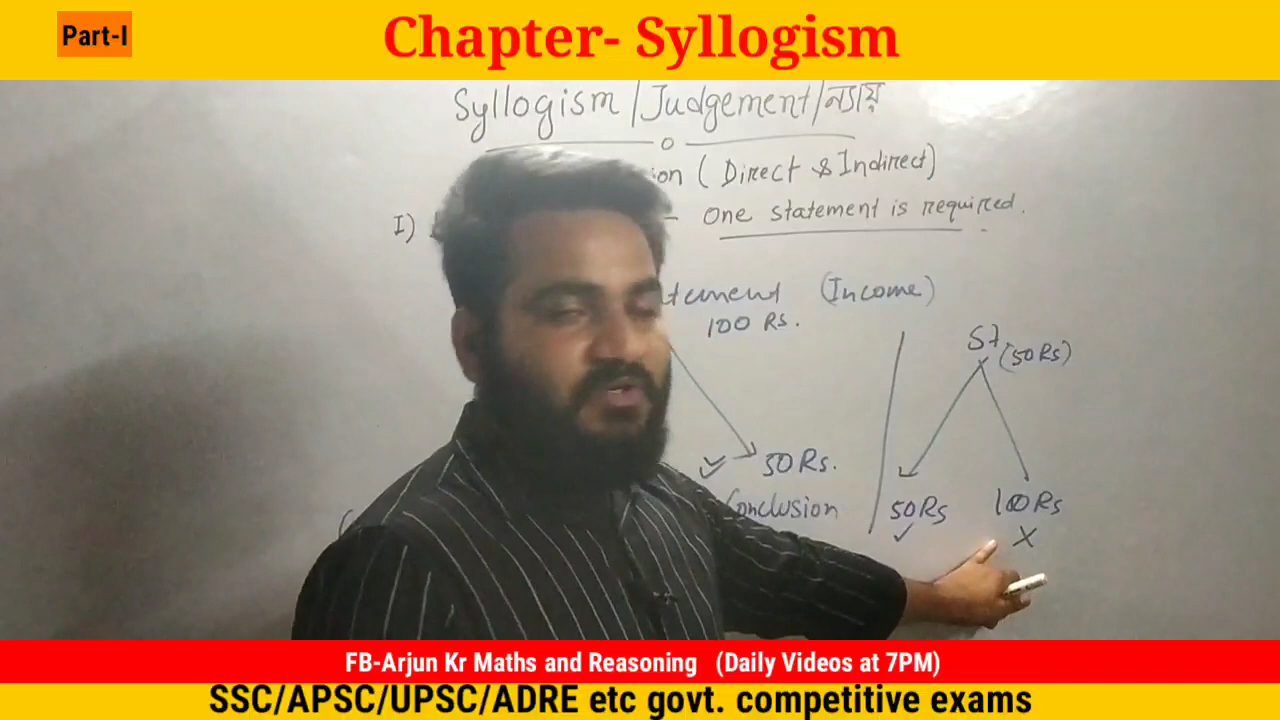 Part-I
Chapter- Syllogism
Syllogism/Judgement/ন্যায়
ion (Direct & Indirect)
I)
- One statement is required.
tement (Income)
100 Rs.
St (50 Rs)
50 Rs.
Conclusion
50 Rs
100 Rs
FB-Arjun Kr Maths and Reasoning (Daily Videos at 7PM)
SSC/APSC/UPSC/ADRE etc govt. competitive exams